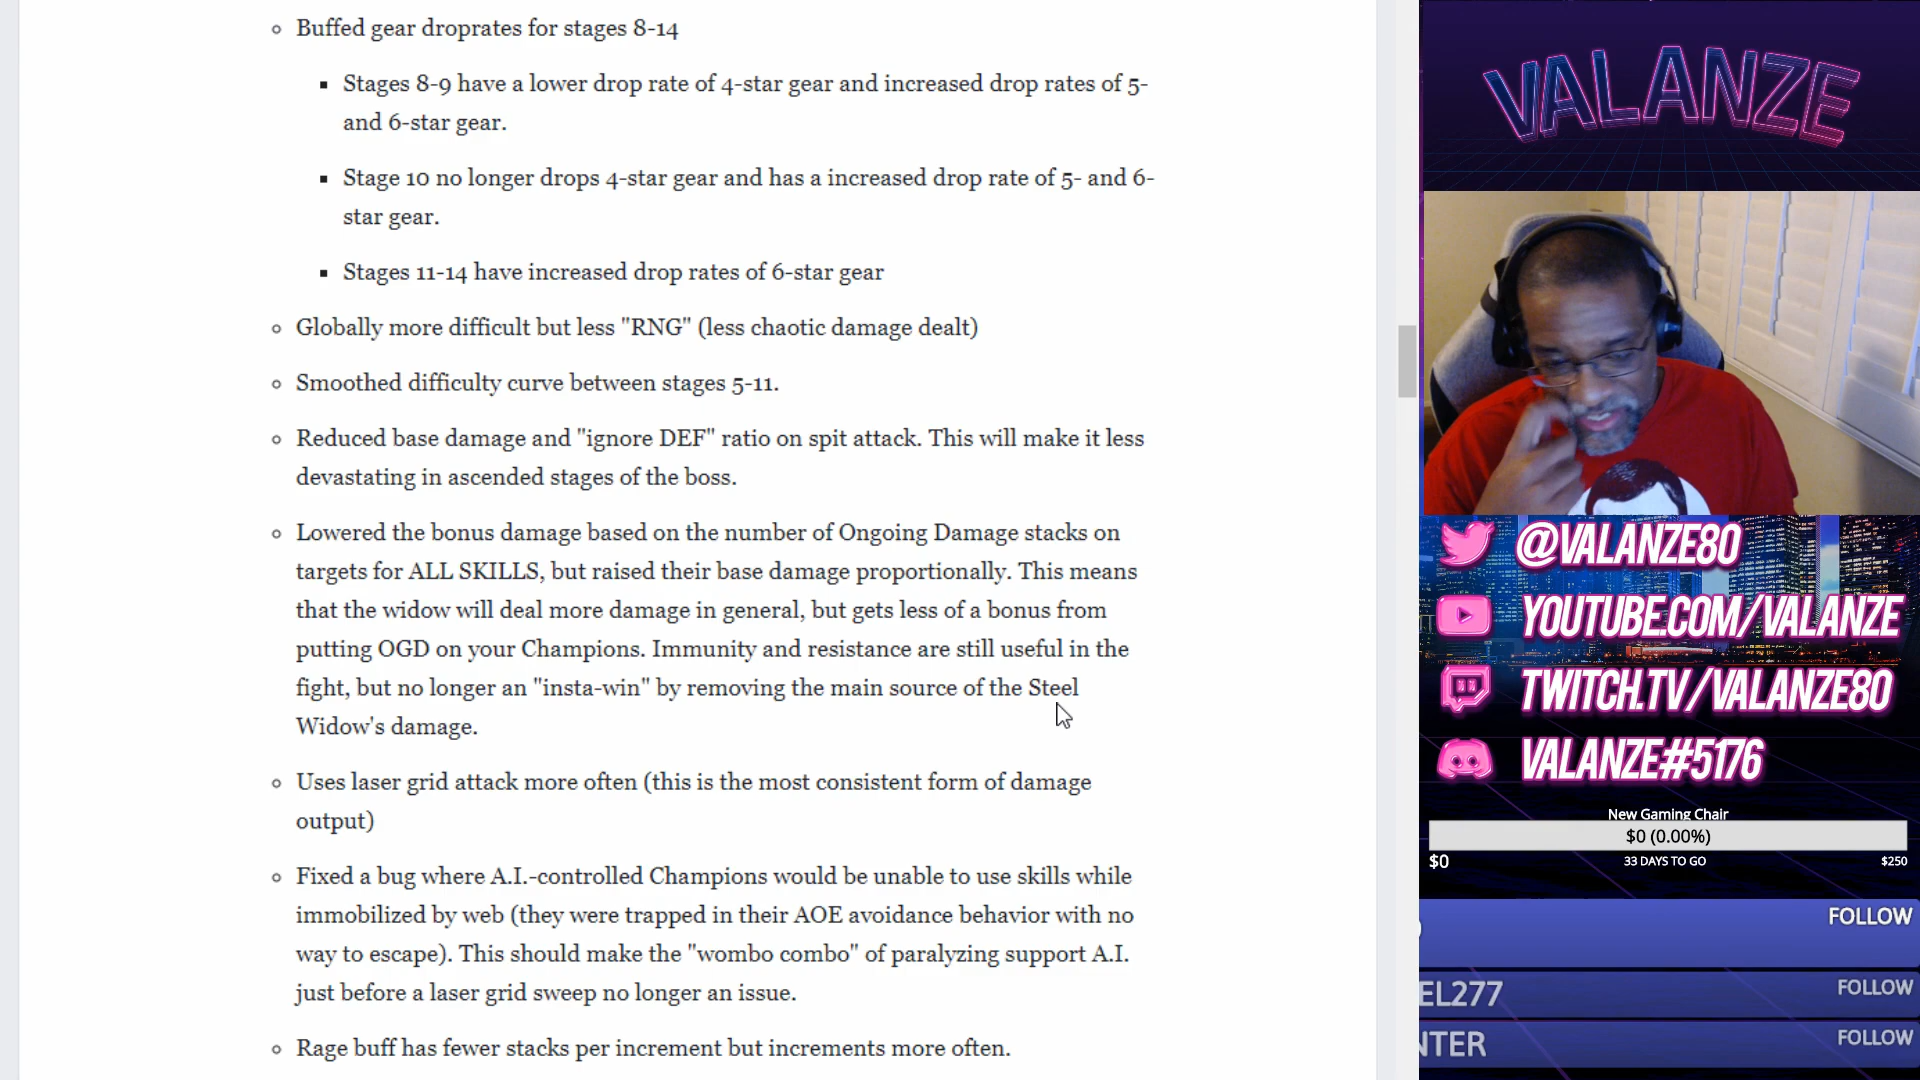 Buffed gear droprates for stages 8-14
Stages 8-9 have a lower drop rate of 4-star gear and increased drop rates of 5-
and 6-star gear.
Stage 10 no longer drops 4-star gear and has a increased drop rate of 5- and 6-
star gear.
Stages 11-14 have increased drop rates of 6-star gear
Globally more difficult but less "RNG" (less chaotic damage dealt)
Smoothed difficulty curve between stages 5-11.
Reduced base damage and "ignore DEF" ratio on spit attack. This will make it less
devastating in ascended stages of the boss.
Lowered the bonus damage based on the number of Ongoing Damage stacks on
targets for ALL SKILLS, but raised their base damage proportionally. This means
that the widow will deal more damage in general, but gets less of a bonus from
putting OGD on your Champions. Immunity and resistance are still useful in the
fight, but no longer an "insta-win" by removing the main source of the Steel
Widow's damage.
Uses laser grid attack more often (this is the most consistent form of damage
output)
Fixed a bug where A.I.-controlled Champions would be unable to use skills while
immobilized by web (they were trapped in their AOE avoidance behavior with no
way to escape). This should make the "wombo combo" of paralyzing support A.I.
just before a laser grid sweep no longer an issue.
Rage buff has fewer stacks per increment but increments more often.
VALANZE
@VALANZE80
YOUTUBE.COM/VALANZE
TWITCH.TV/VALANZE80
VALANZE#5176
New Gaming Chair
$0 (0.00%)
$0 33 DAYS TO GO $250
FOLLOW
EL277 FOLLOW
NTER FOLLOW